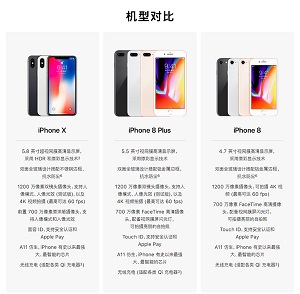 机型对比
iPhone X
5.8 英寸超视网膜高清显示屏，
采用 HDR 和原彩显示技术
双面全玻璃设计搭配不锈钢边框，
抗水防尘
1200 万像素双镜头摄像头，支持人
像模式、人像光效 (测试版)，以及
4K 视频拍摄 (最高可达 60 fps)
前置 700 万像素原深感摄像头，支
持人像模式和人像光效
面容 ID，支持安全认证和
Apple Pay
A11 仿生，iPhone 有史以来最强
大、最智能的芯片
无线充电 (适配各类 Qi 充电器)
iPhone 8 Plus
5.5 英寸视网膜高清显示屏，
采用原彩显示技术
双面全玻璃设计搭配铝金属边框，
抗水防尘
1200 万像素双镜头摄像头，支持人
像模式、人像光效 (测试版)，以及
4K 视频拍摄 (最高可达 60 fps)
700 万像素 FaceTime 高清摄像
头，配备视网膜屏闪光灯，
可拍摄亮丽的自拍照
Touch ID，支持安全认证和
Apple Pay
A11 仿生，iPhone 有史以来最强
大、最智能的芯片
无线充电 (适配各类 Qi 充电器)
iPhone 8
4.7 英寸视网膜高清显示屏，
采用原彩显示技术
双面全玻璃设计搭配铝金属边框，
抗水防尘
1200 万像素摄像头，可拍摄 4K 视
频 (最高可达 60 fps)
700 万像素 FaceTime 高清摄像
头，配备视网膜屏闪光灯，
可拍摄亮丽的自拍照
Touch ID，支持安全认证和
Apple Pay
A11 仿生，iPhone 有史以来最强
大、最智能的芯片
无线充电 (适配各类 Qi 充电器)